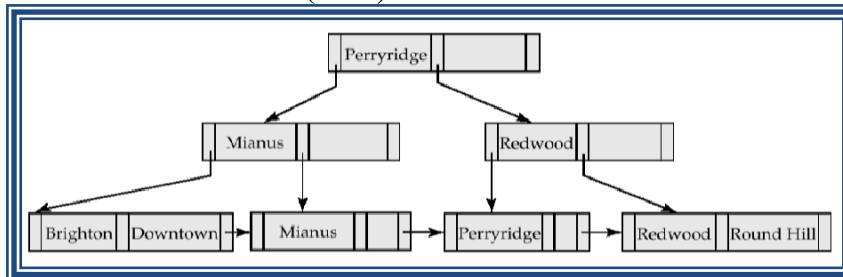 Perryridge
Mianus Redwood
Brighton Downtown Mianus Perryridge Redwood Round Hill